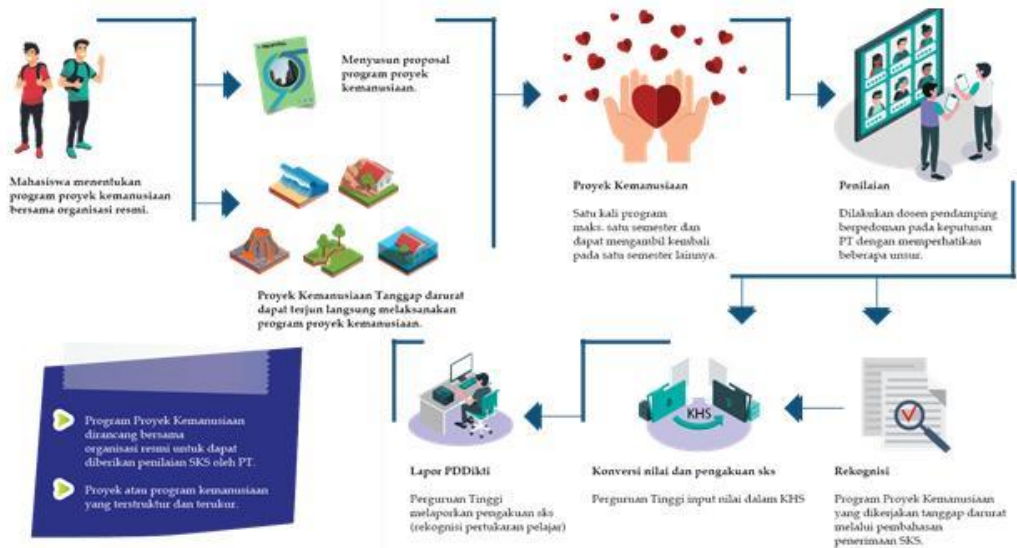 Mahasiswa menentukan
program proyek kemanusiaan
bersama organisasi resmi.
Menyusun proposal
program proyek
kemanusiaan.
Proyek Kemanusiaan Tanggap darurat
dapat terjun langsung melaksanakan
program proyek kemanusiaan.
Proyek Kemanusiaan
Satu kali program
maks. satu semester dan
dapat mengambil kembali
pada satu semester lainnya.
Penilaian
Dilakukan dosen pendamping
berpedoman pada keputusan
PT dengan memperhatikan
beberapa unsur.
Rekognisi
Program Proyek Kemanusiaan
yang dikerjakan tanggap darurat
melalui pembahasan
penerimaan SKS.
KHS
Konversi nilai dan pengakuan sks
Perguruan Tinggi input nilai dalam KHS
Lapor PDDikti
Perguruan Tinggi
melaporkan pengakuan sks
(rekognisi pertukaran pelajar)
Program Proyek Kemanusiaan
dirancang bersama
organisasi resmi untuk dapat
diberikan penilaian SKS oleh PT.
Proyek atau program kemanusiaan
yang terstruktur dan terukur.